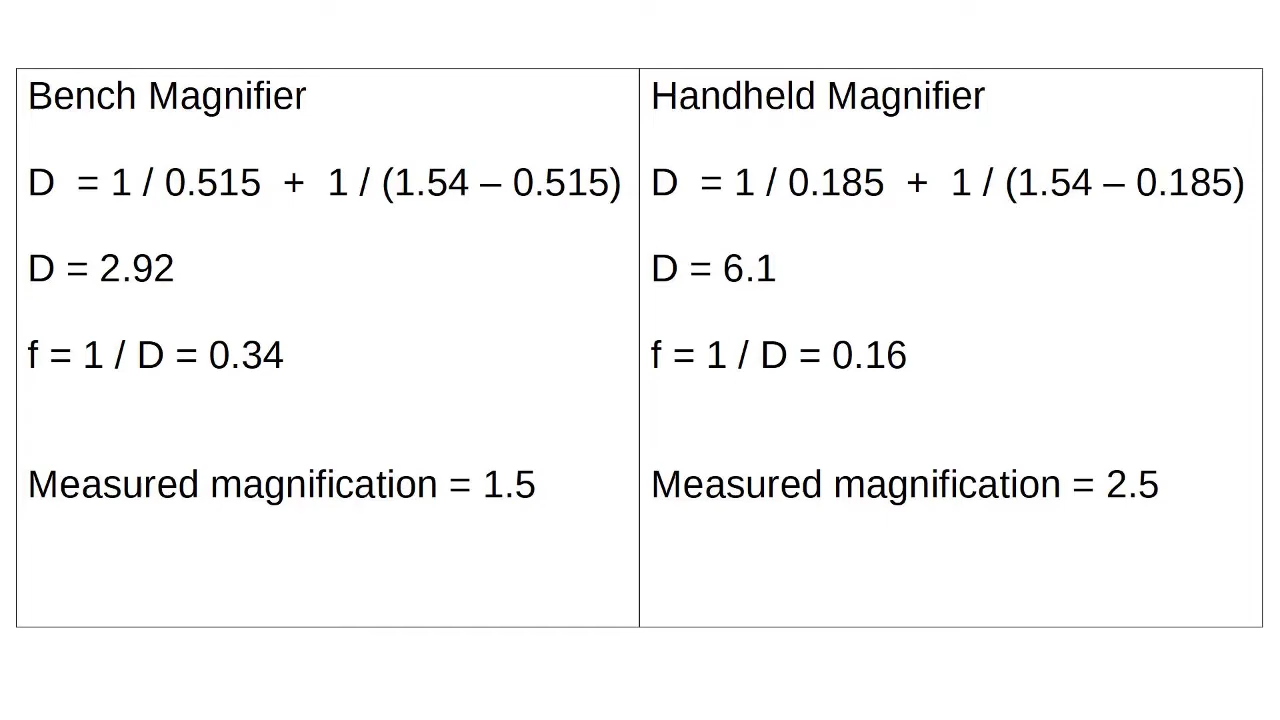 Bench Magnifier
D = 1 / 0.515 + 1 / (1.54 – 0.515)
D = 2.92
f = 1 / D = 0.34
Measured magnification = 1.5
Handheld Magnifier
D = 1 / 0.185 + 1 / (1.54 – 0.185)
D = 6.1
f = 1 / D = 0.16
Measured magnification = 2.5